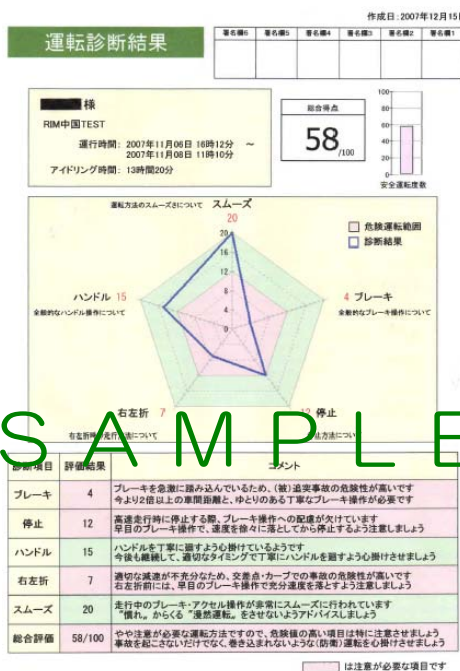 作成日:2007年12月15日
運転診断結果
署名欄6 署名欄5 署名欄4 署名欄3 署名欄2 署名欄1
様
RIM中国TEST
運行時間: 2007年11月06日 16時12分 ～
2007年11月08日 11時10分
アイドリング時間: 13時間20分
総合得点
58/100
100
80
60
40
20
0
安全運転度数
運転方法のスムーズさについて スムーズ
20
危険運転範囲
診断結果
20
16
12
8
4
0
ハンドル 15
全般的なハンドル操作について
4 ブレーキ
全般的なブレーキ操作について
右左折 7
12 停止
SAMPLE
診断項目 評価結果 コメント
ブレーキ 4 ブレーキを急激に踏み込んでいるため、(被)追突事故の危険性が高いです
今より2倍以上の車間距離と、ゆとりのある丁寧なブレーキ操作が必要です
停止 12 高速走行時に停止する際、ブレーキ操作への配慮が欠けています
早目のブレーキ操作で、速度を徐々に落としてから停止するよう注意しましょう
ハンドル 15 ハンドルを丁寧に廻すよう心掛けているようです
今後も継続して、適切なタイミングで丁寧にハンドルを廻すよう心掛けさせましょう
右左折 7 適切な減速が不充分なため、交差点・カーブでの事故の危険性が高いです
右左折前には、早目のブレーキ操作で充分速度を落とすよう注意しましょう
スムーズ 20 走行中のブレーキ・アクセル操作が非常にスムーズに行われています
"慣れ"からくる"漫然運転"をさせないようアドバイスしましょう
総合評価 58/100 やや注意が必要な運転方法ですので、危険値の高い項目は特に注意させましょう
事故を起こさないだけでなく、巻き込まれないような(防衛)運転を心掛けさせましょう
は注意が必要な項目です